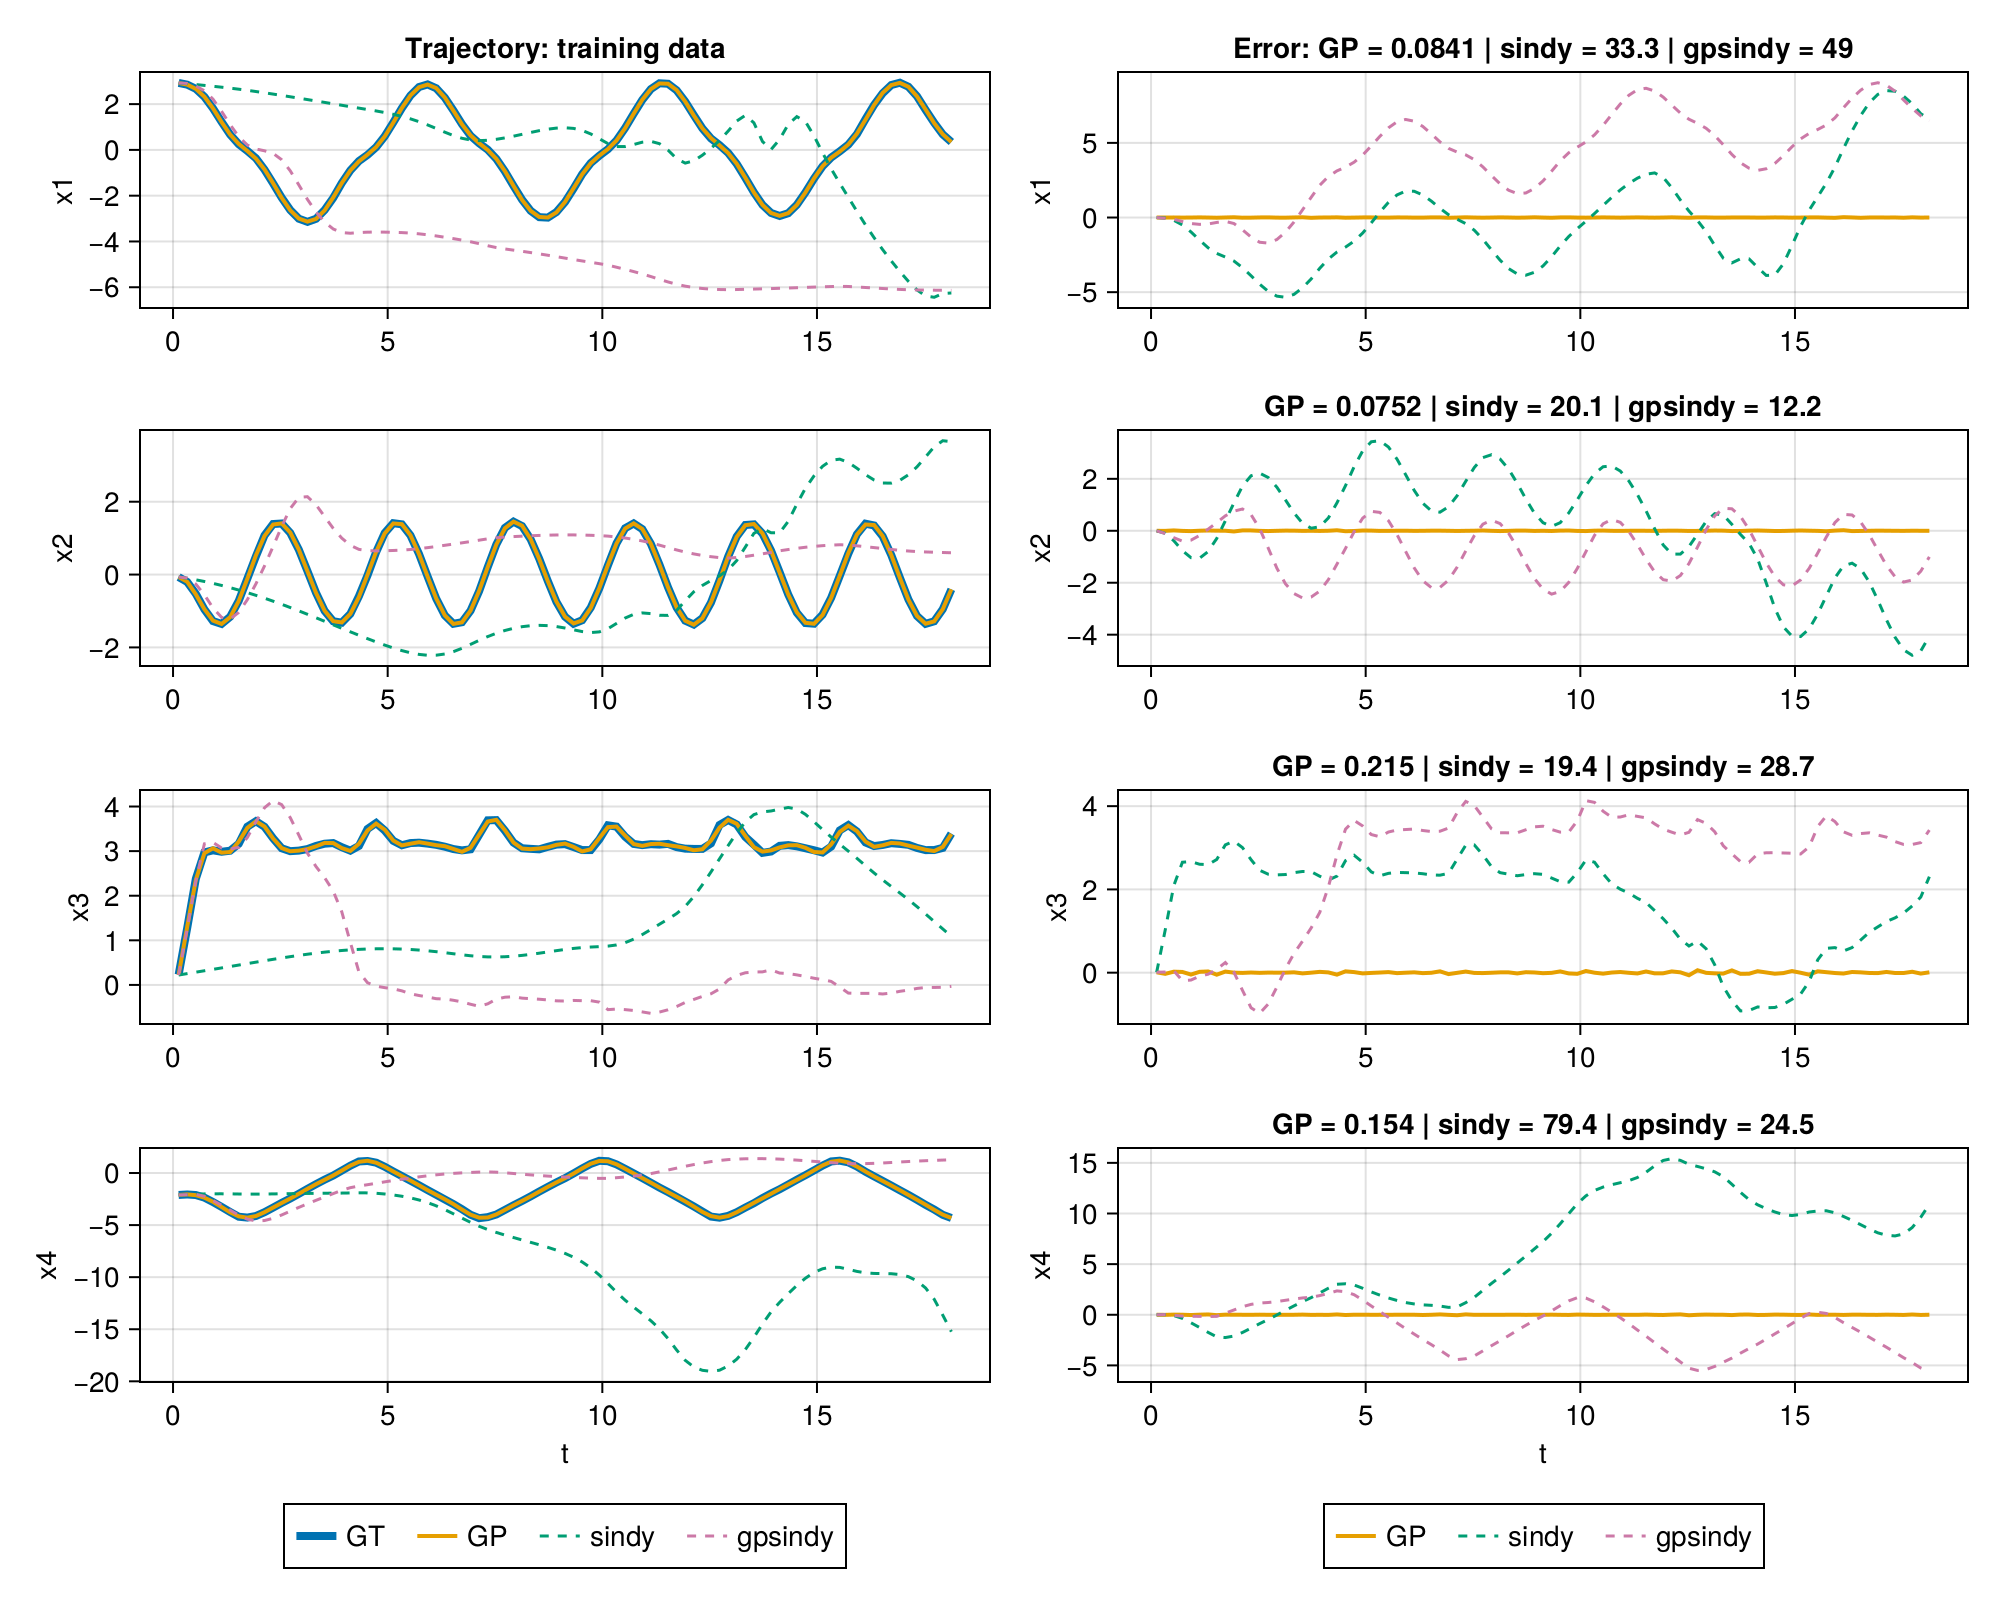 Trajectory: training data
x1
2
0
−2
−4
−6
0 5 10 15
Error: GP = 0.0841 | sindy = 33.3 | gpsindy = 49
x1
5
0
−5
0 5 10 15
x2
2
0
−2
0 5 10 15
GP = 0.0752 | sindy = 20.1 | gpsindy = 12.2
x2
2
0
−2
−4
0 5 10 15
x3
4
3
2
1
0
0 5 10 15
GP = 0.215 | sindy = 19.4 | gpsindy = 28.7
x3
4
2
0
0 5 10 15
x4
0
−5
−10
−15
−20
0 5 10 15
t
GP = 0.154 | sindy = 79.4 | gpsindy = 24.5
x4
15
10
5
0
−5
0 5 10 15
t
GT GP sindy gpsindy
GP sindy gpsindy